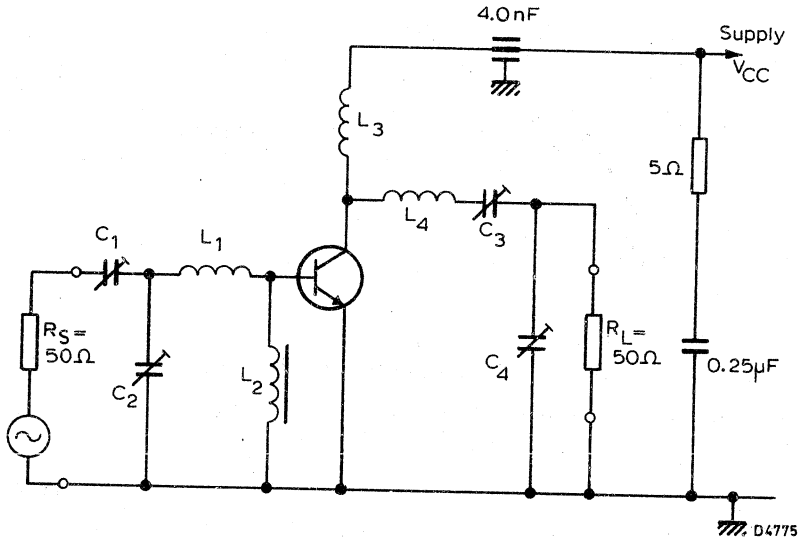 4.0nF
Supply
VCC
L3
5Ω
L4
C3
C1
L1
RS=
50Ω
C2
L2
C4
RL=
50Ω
0.25µF
D4775